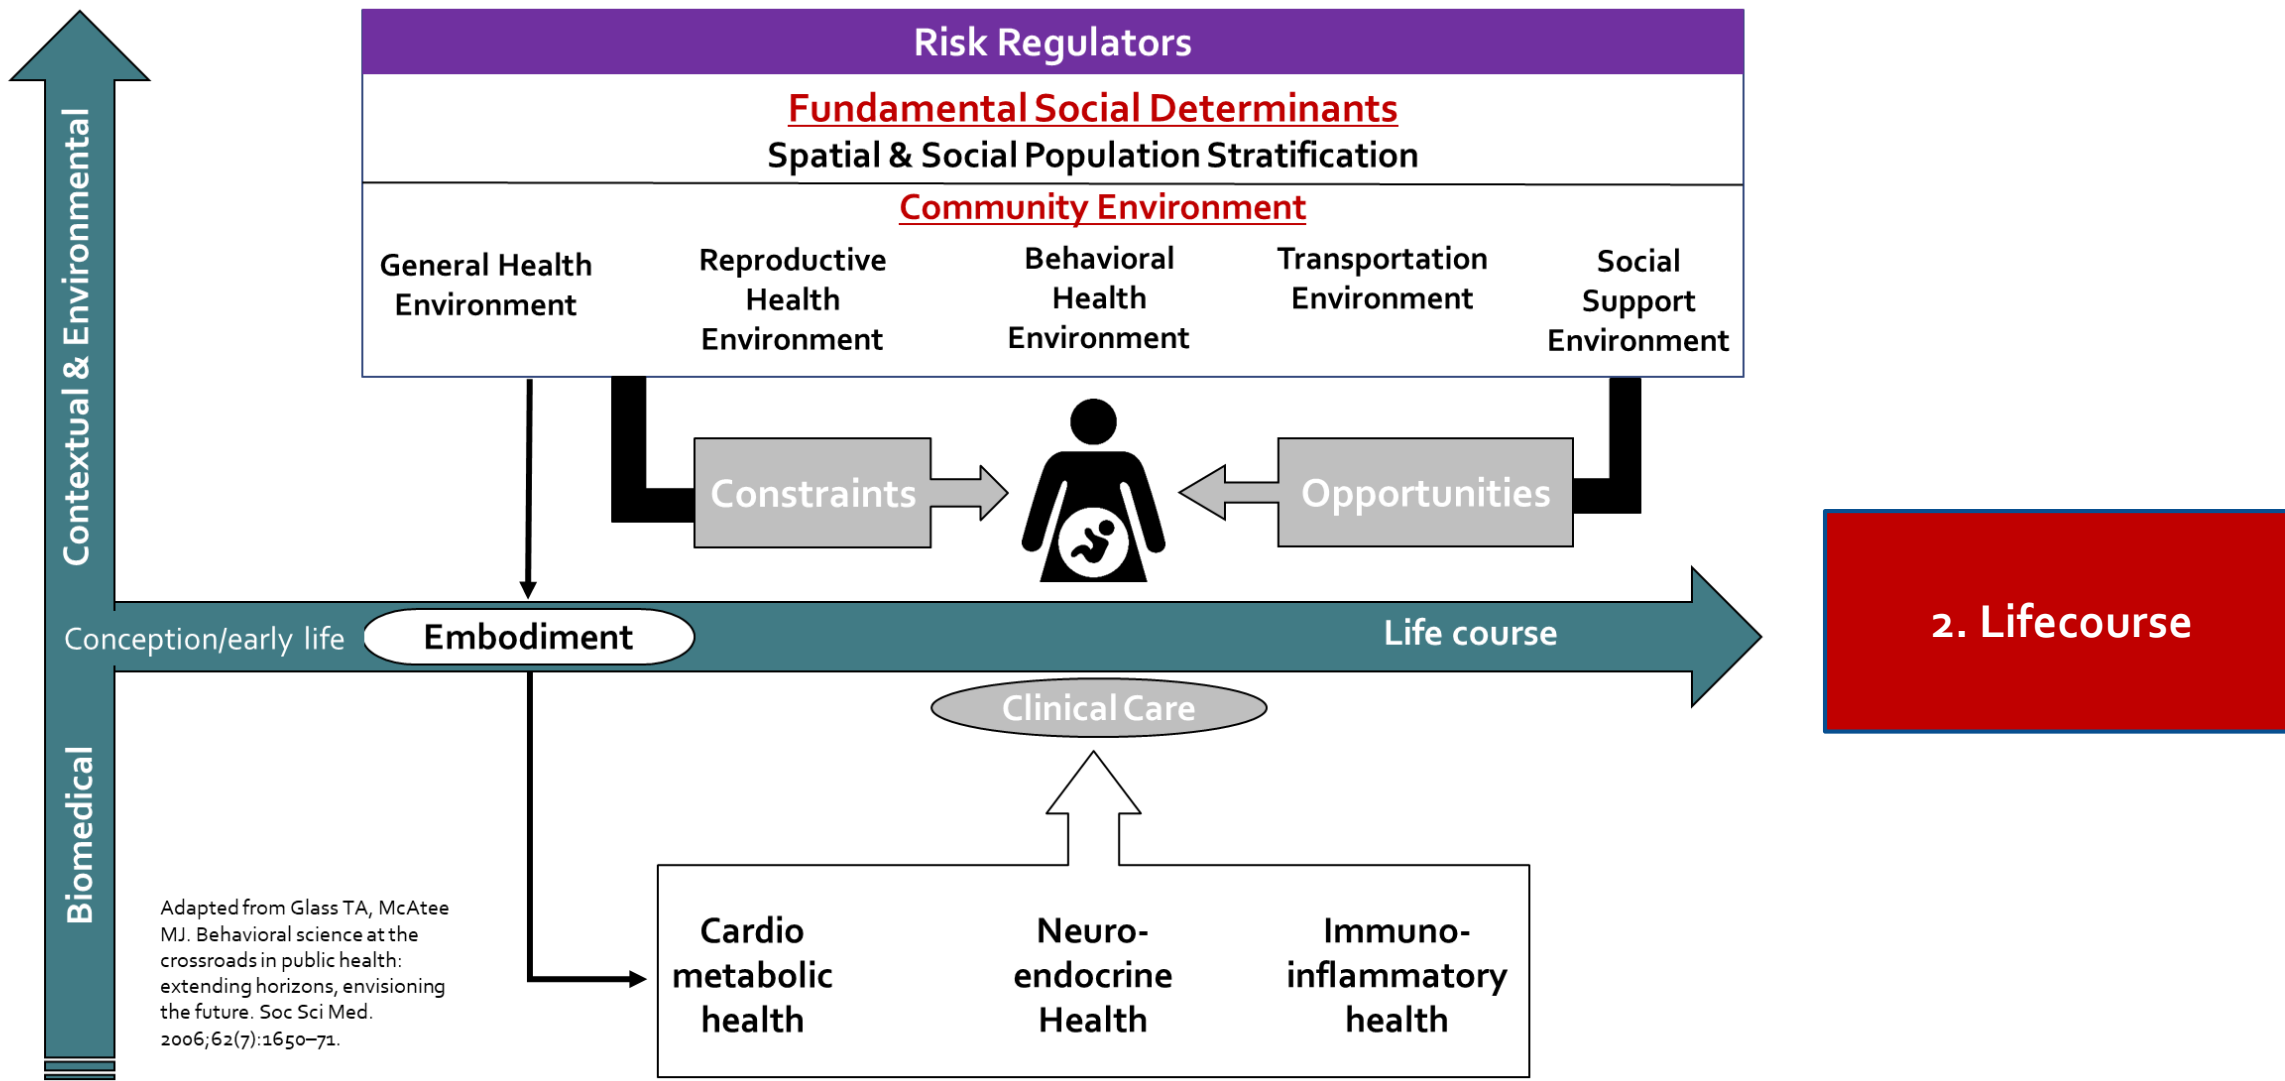 Risk Regulators
Fundamental Social Determinants
Spatial & Social Population Stratification
Community Environment
General Health
Environment
Reproductive
Health
Environment
Behavioral
Health
Environment
Transportation
Environment
Social
Support
Environment
Contextual & Environmental
Constraints
Opportunities
Conception/early life
Embodiment
Life course
2. Lifecourse
Clinical Care
Biomedical
Adapted from Glass TA, McAtee
MJ. Behavioral science at the
crossroads in public health:
extending horizons, envisioning
the future. Soc Sci Med.
2006;62(7):1650–71.
Cardio
metabolic
health
Neuro-
endocrine
Health
Immuno-
inflammatory
health